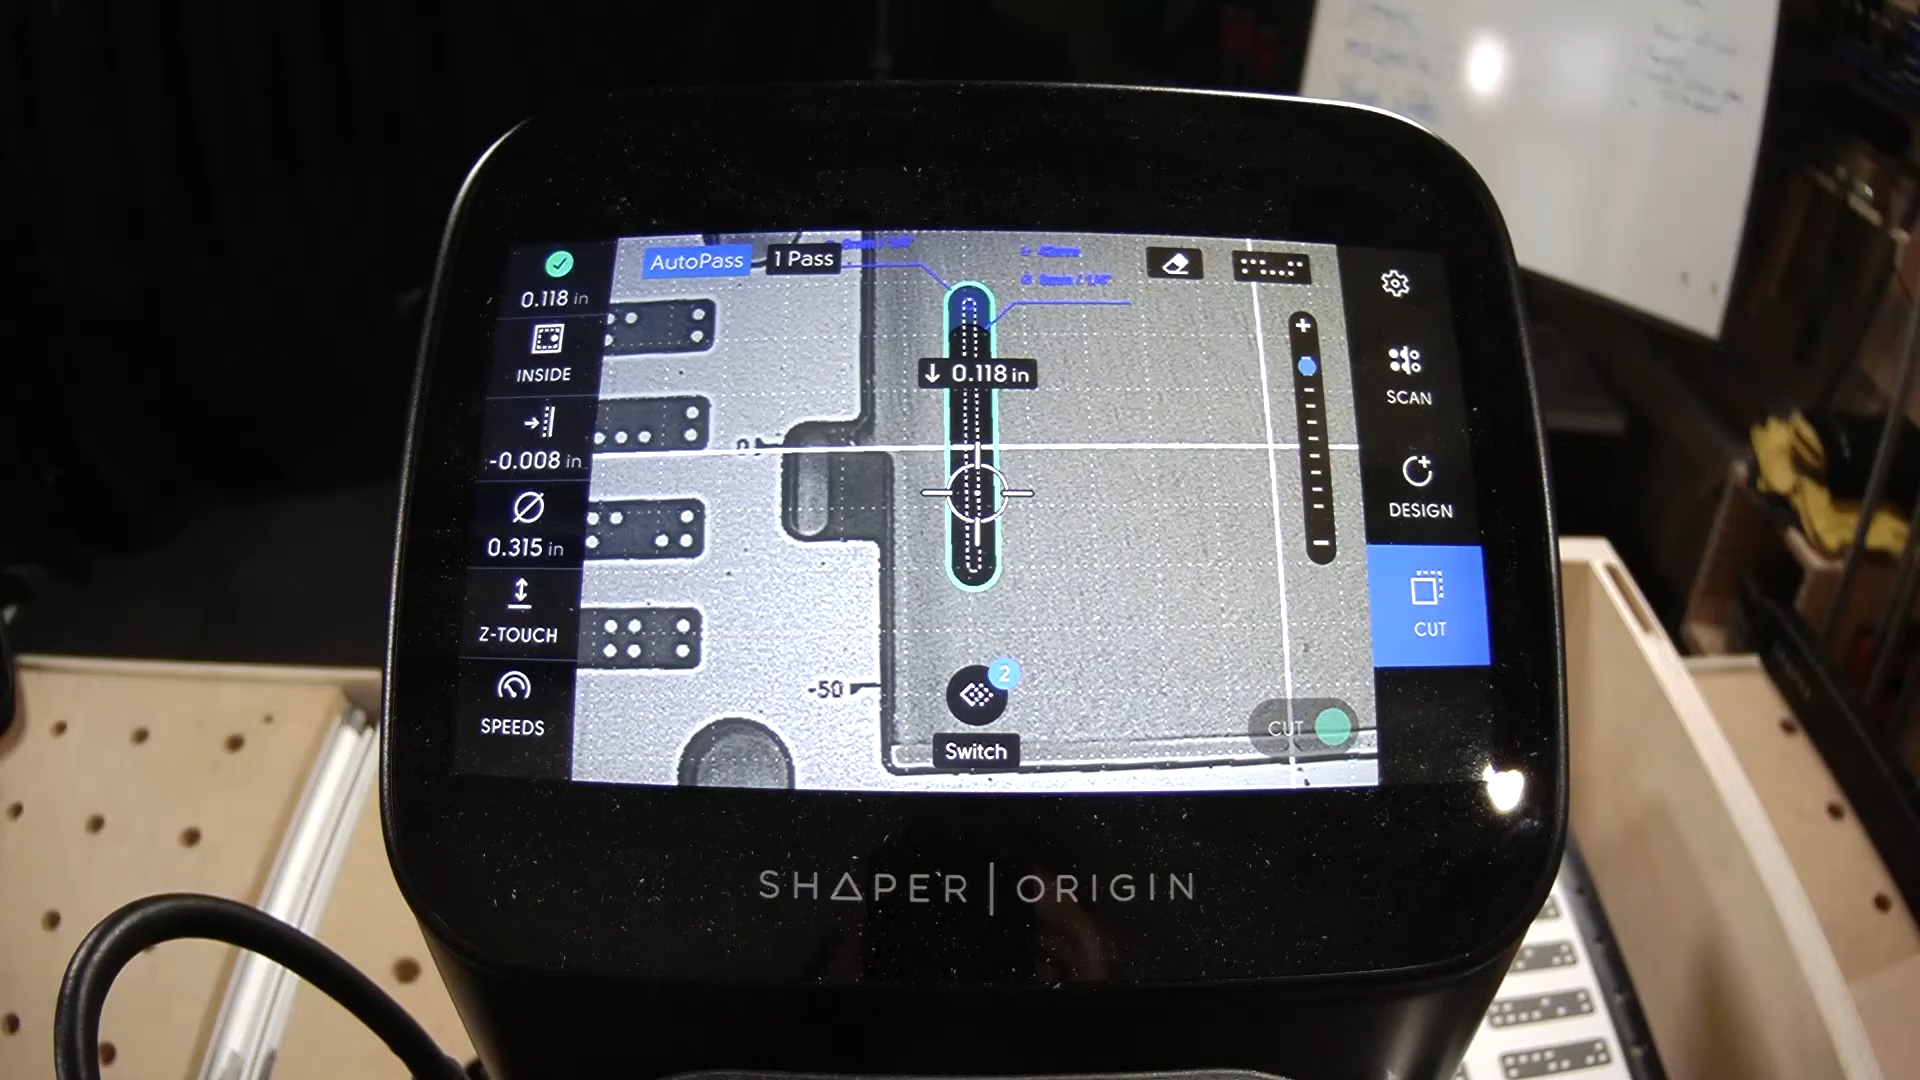 AutoPass
1 Pass
0.118 in
INSIDE
-0.008 in
0.315 in
Z-TOUCH
SPEEDS
↓ 0.118 in
-50
2
Switch
+
-
SCAN
DESIGN
CUT
CUT
SHAPER | ORIGIN